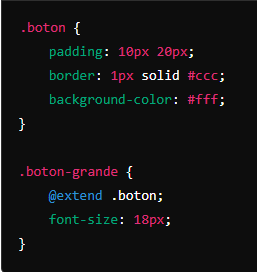 .boton {
    padding: 10px 20px;
    border: 1px solid #ccc;
    background-color: #fff;
}

.boton-grande {
    @extend .boton;
    font-size: 18px;
}